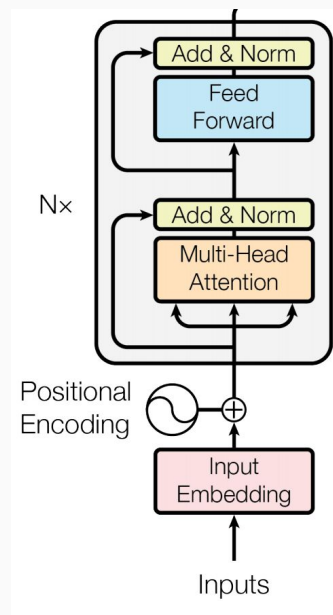 Add & Norm
Feed
Forward
N×
Add & Norm
Multi-Head
Attention
Positional
Encoding
Input
Embedding
Inputs